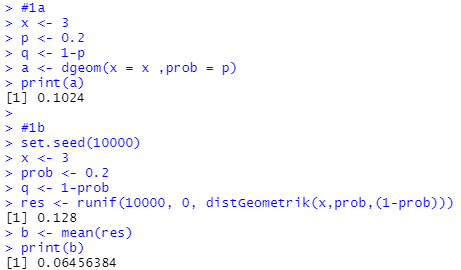 > #1a
> x <- 3
> p <- 0.2
> q <- 1-p
> a <- dgeom(x = x ,prob = p)
> print(a)
[1] 0.1024
>
> #1b
> set.seed(10000)
> x <- 3
> prob <- 0.2
> q <- 1-prob
> res <- runif(10000, 0, distGeometrik(x,prob,(1-prob)))
[1] 0.128
> b <- mean(res)
> print(b)
[1] 0.06456384